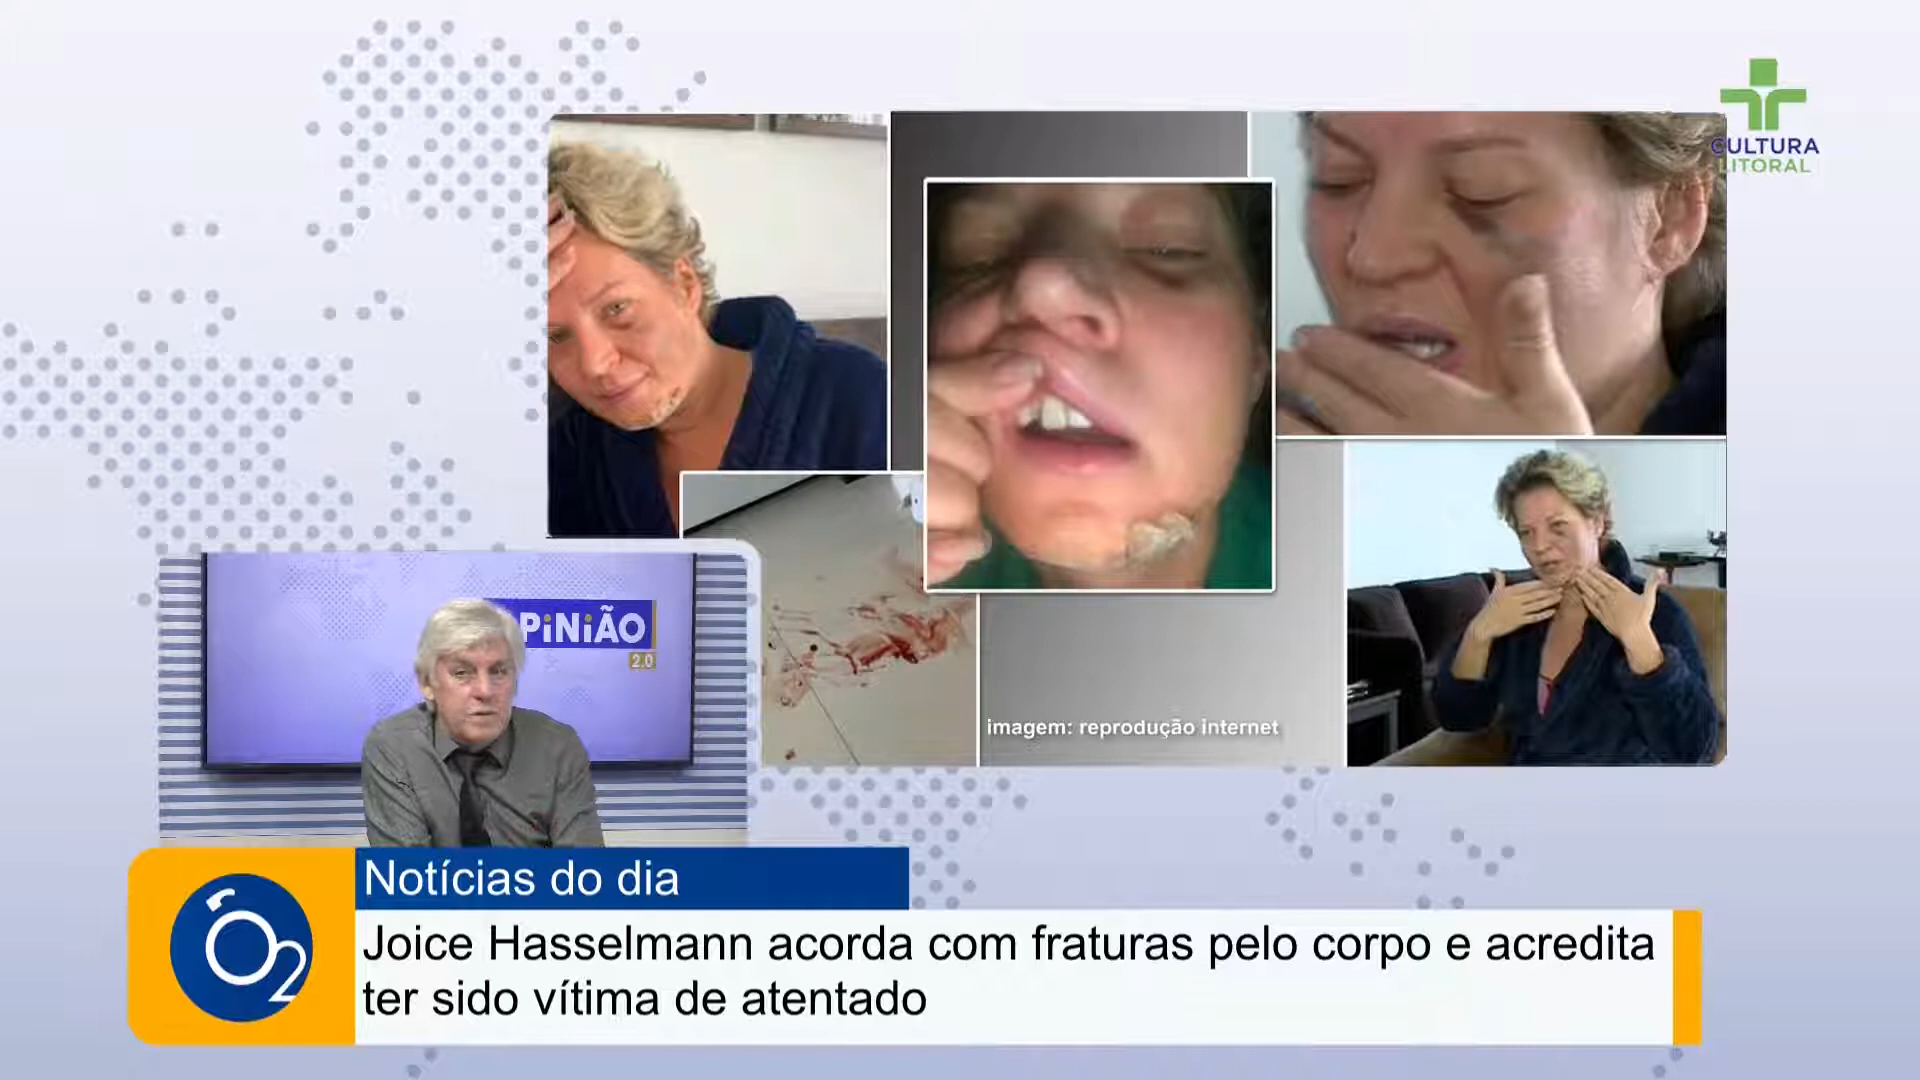 CULTURA
LITORAL
PiNiÃO
2.0
imagem: reprodução internet
Notícias do dia
Joice Hasselmann acorda com fraturas pelo corpo e acredita
ter sido vítima de atentado
Ó2